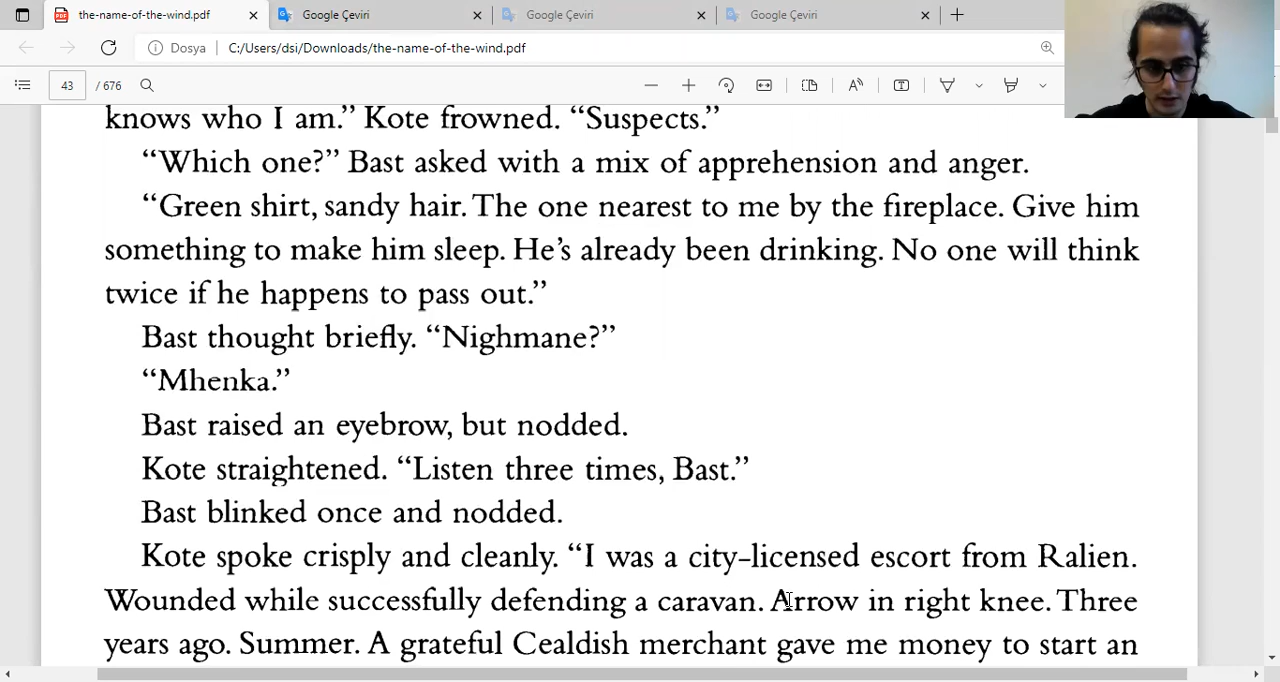 the-name-of-the-wind.pdf
Google Çeviri
Google Çeviri
Google Çeviri
Dosya
C:/Users/dsi/Downloads/the-name-of-the-wind.pdf
43 / 676
knows who I am.” Kote frowned. “Suspects.”
“Which one?” Bast asked with a mix of apprehension and anger.
“Green shirt, sandy hair. The one nearest to me by the fireplace. Give him
something to make him sleep. He’s already been drinking. No one will think
twice if he happens to pass out.”
Bast thought briefly. “Nighmane?”
“Mhenka.”
Bast raised an eyebrow, but nodded.
Kote straightened. “Listen three times, Bast.”
Bast blinked once and nodded.
Kote spoke crisply and cleanly. “I was a city-licensed escort from Ralien.
Wounded while successfully defending a caravan. Arrow in right knee. Three
years ago. Summer. A grateful Cealdish merchant gave me money to start an